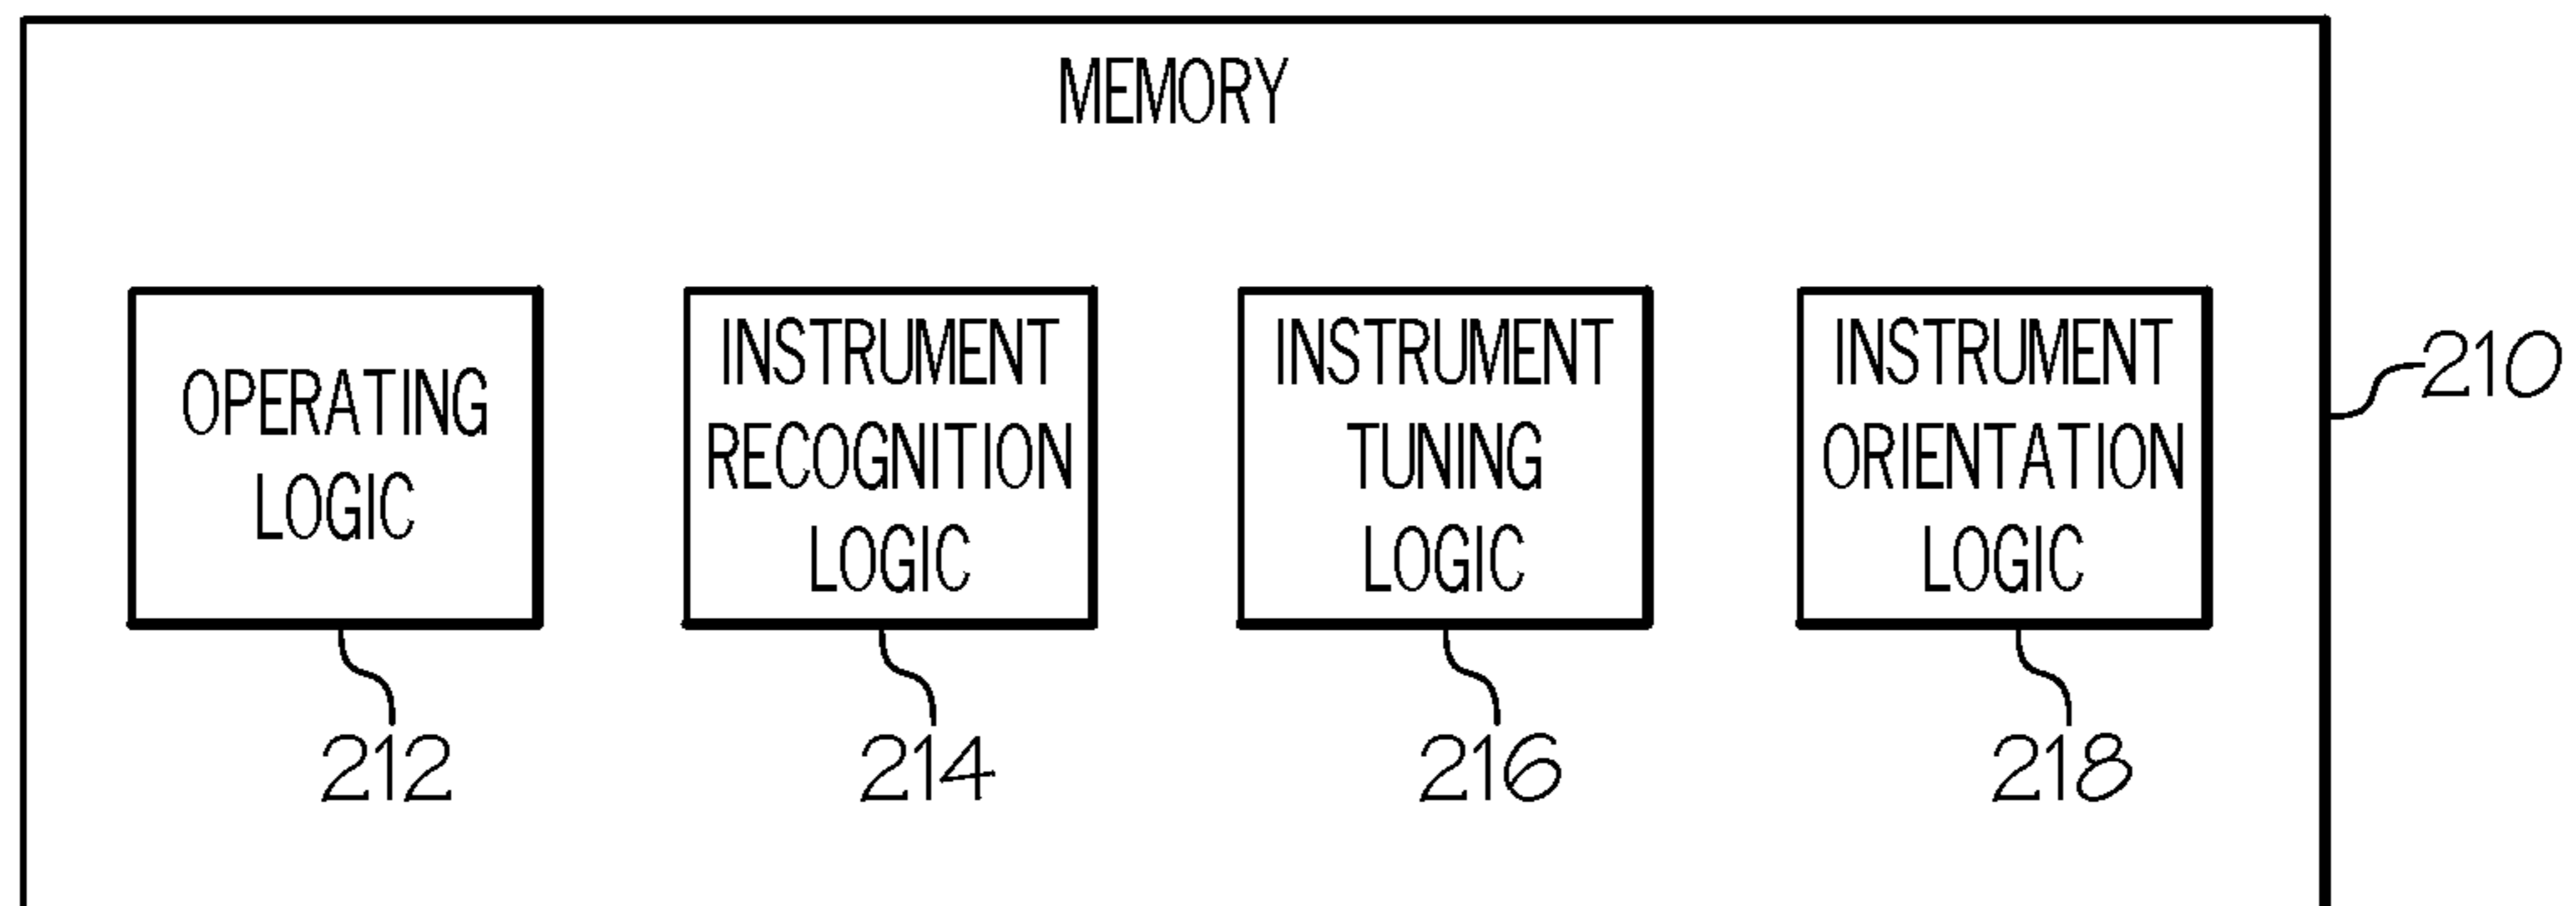 MEMORY
OPERATING
LOGIC
INSTRUMENT
RECOGNITION
LOGIC
INSTRUMENT
TUNING
LOGIC
INSTRUMENT
ORIENTATION
LOGIC
210
212
214
216
218